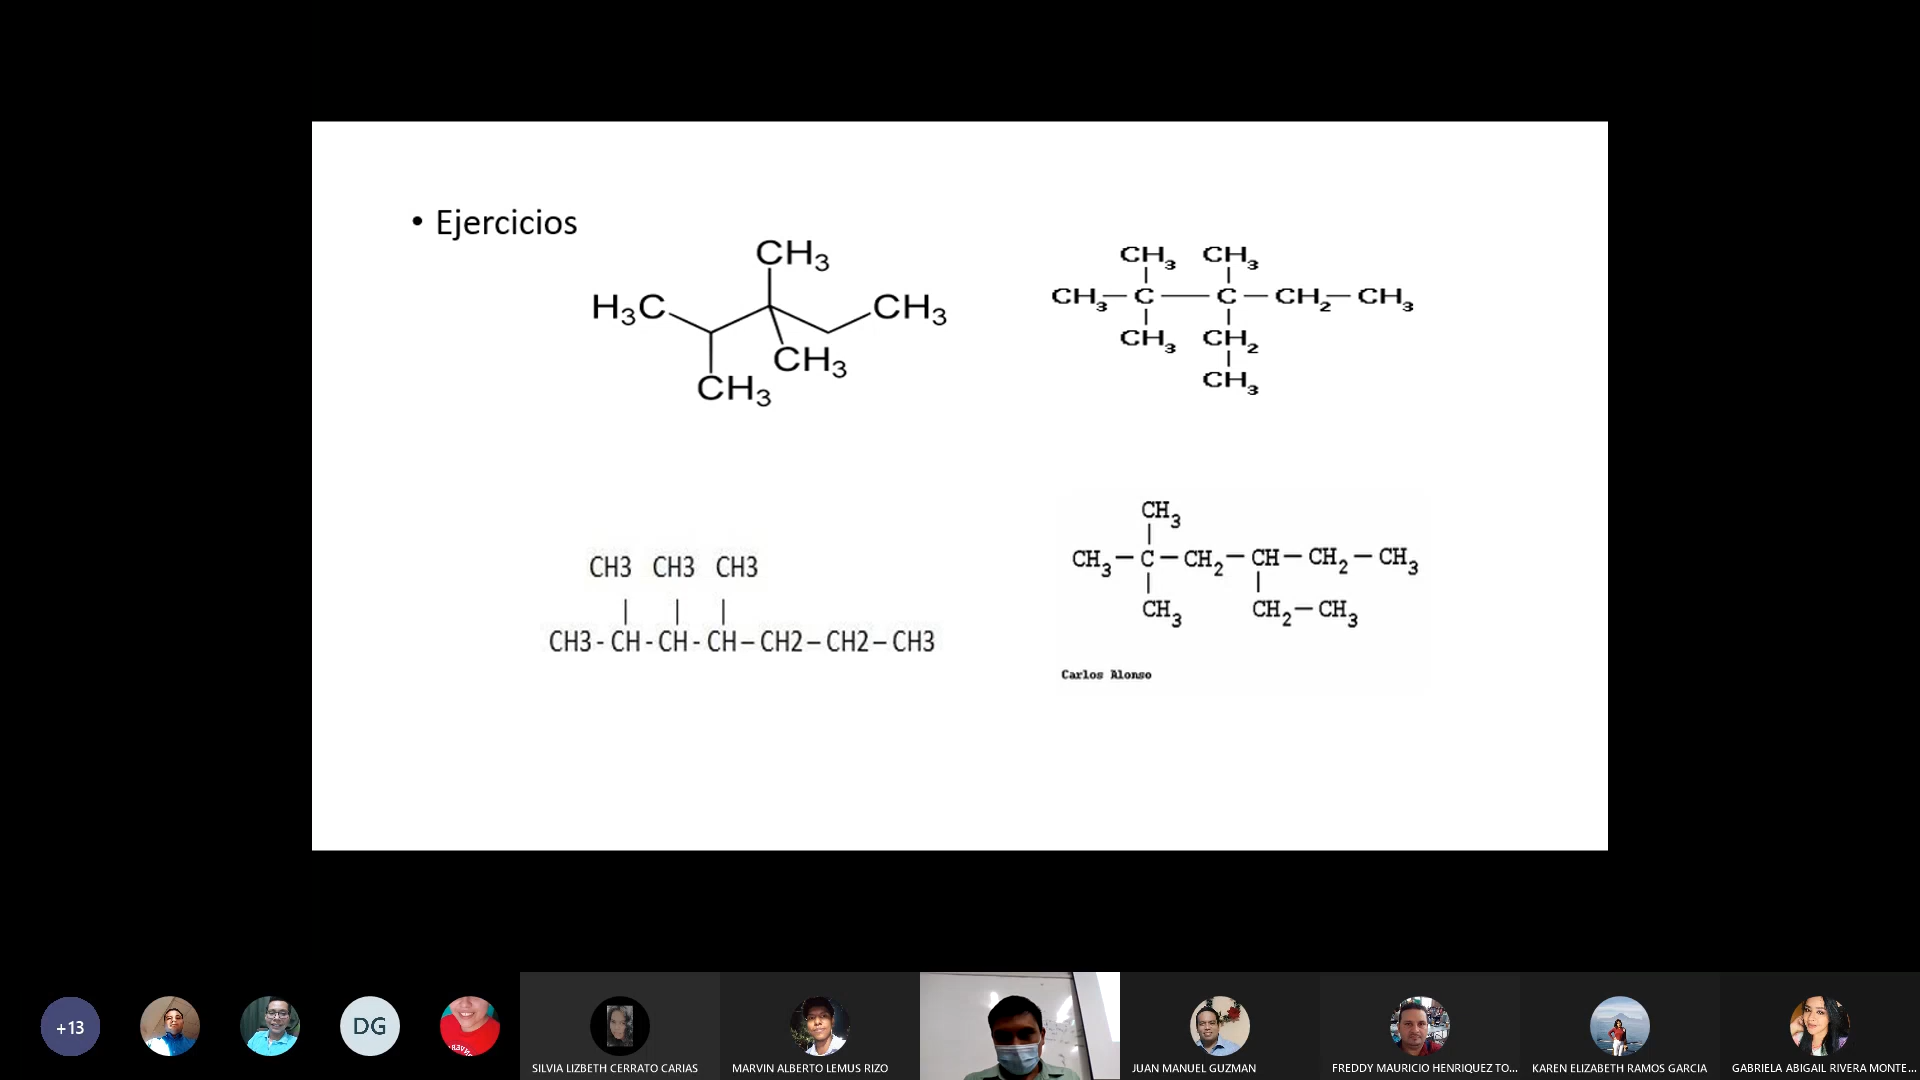 • Ejercicios
CH₃
H₃C
CH₃
CH₃
CH₃
CH₃ CH₃
CH₃—C—C—CH₂—CH₃
CH₃ CH₂
CH₃
CH3 CH3 CH3
CH3 - CH - CH - CH – CH2 – CH2 – CH3
CH₃
CH₃—C—CH₂—CH—CH₂—CH₃
CH₃ CH₂—CH₃
Carlos Alonso
+13
DG
SILVIA LIZBETH CERRATO CARIAS
MARVIN ALBERTO LEMUS RIZO
JUAN MANUEL GUZMAN
FREDDY MAURICIO HENRIQUEZ TO...
KAREN ELIZABETH RAMOS GARCIA
GABRIELA ABIGAIL RIVERA MONTE...